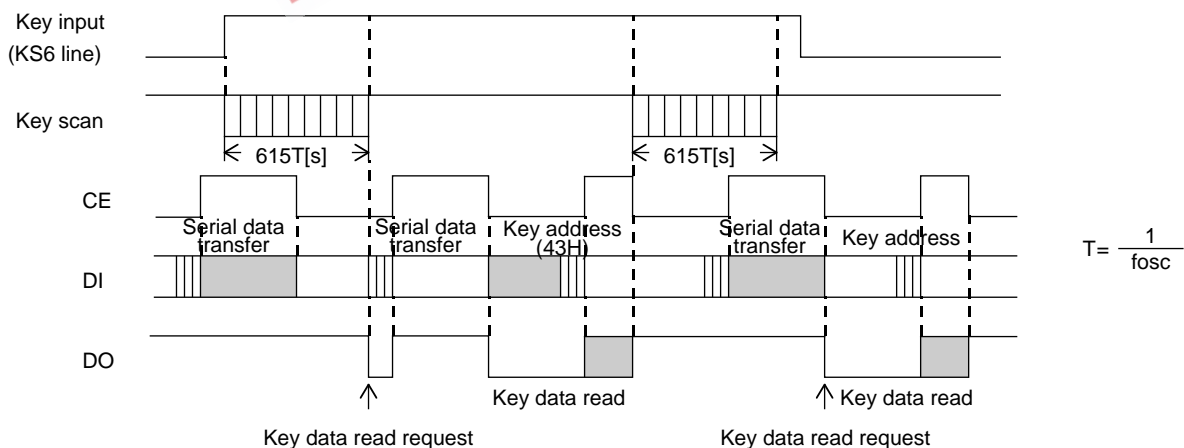 Key input
(KS6 line)
Key scan
615T[s]
615T[s]
CE
Serial data
transfer
Serial data
transfer
Key address
(43H)
Serial data
transfer
Key address
DI
T= 1
fosc
DO
Key data read
Key data read
Key data read request
Key data read request